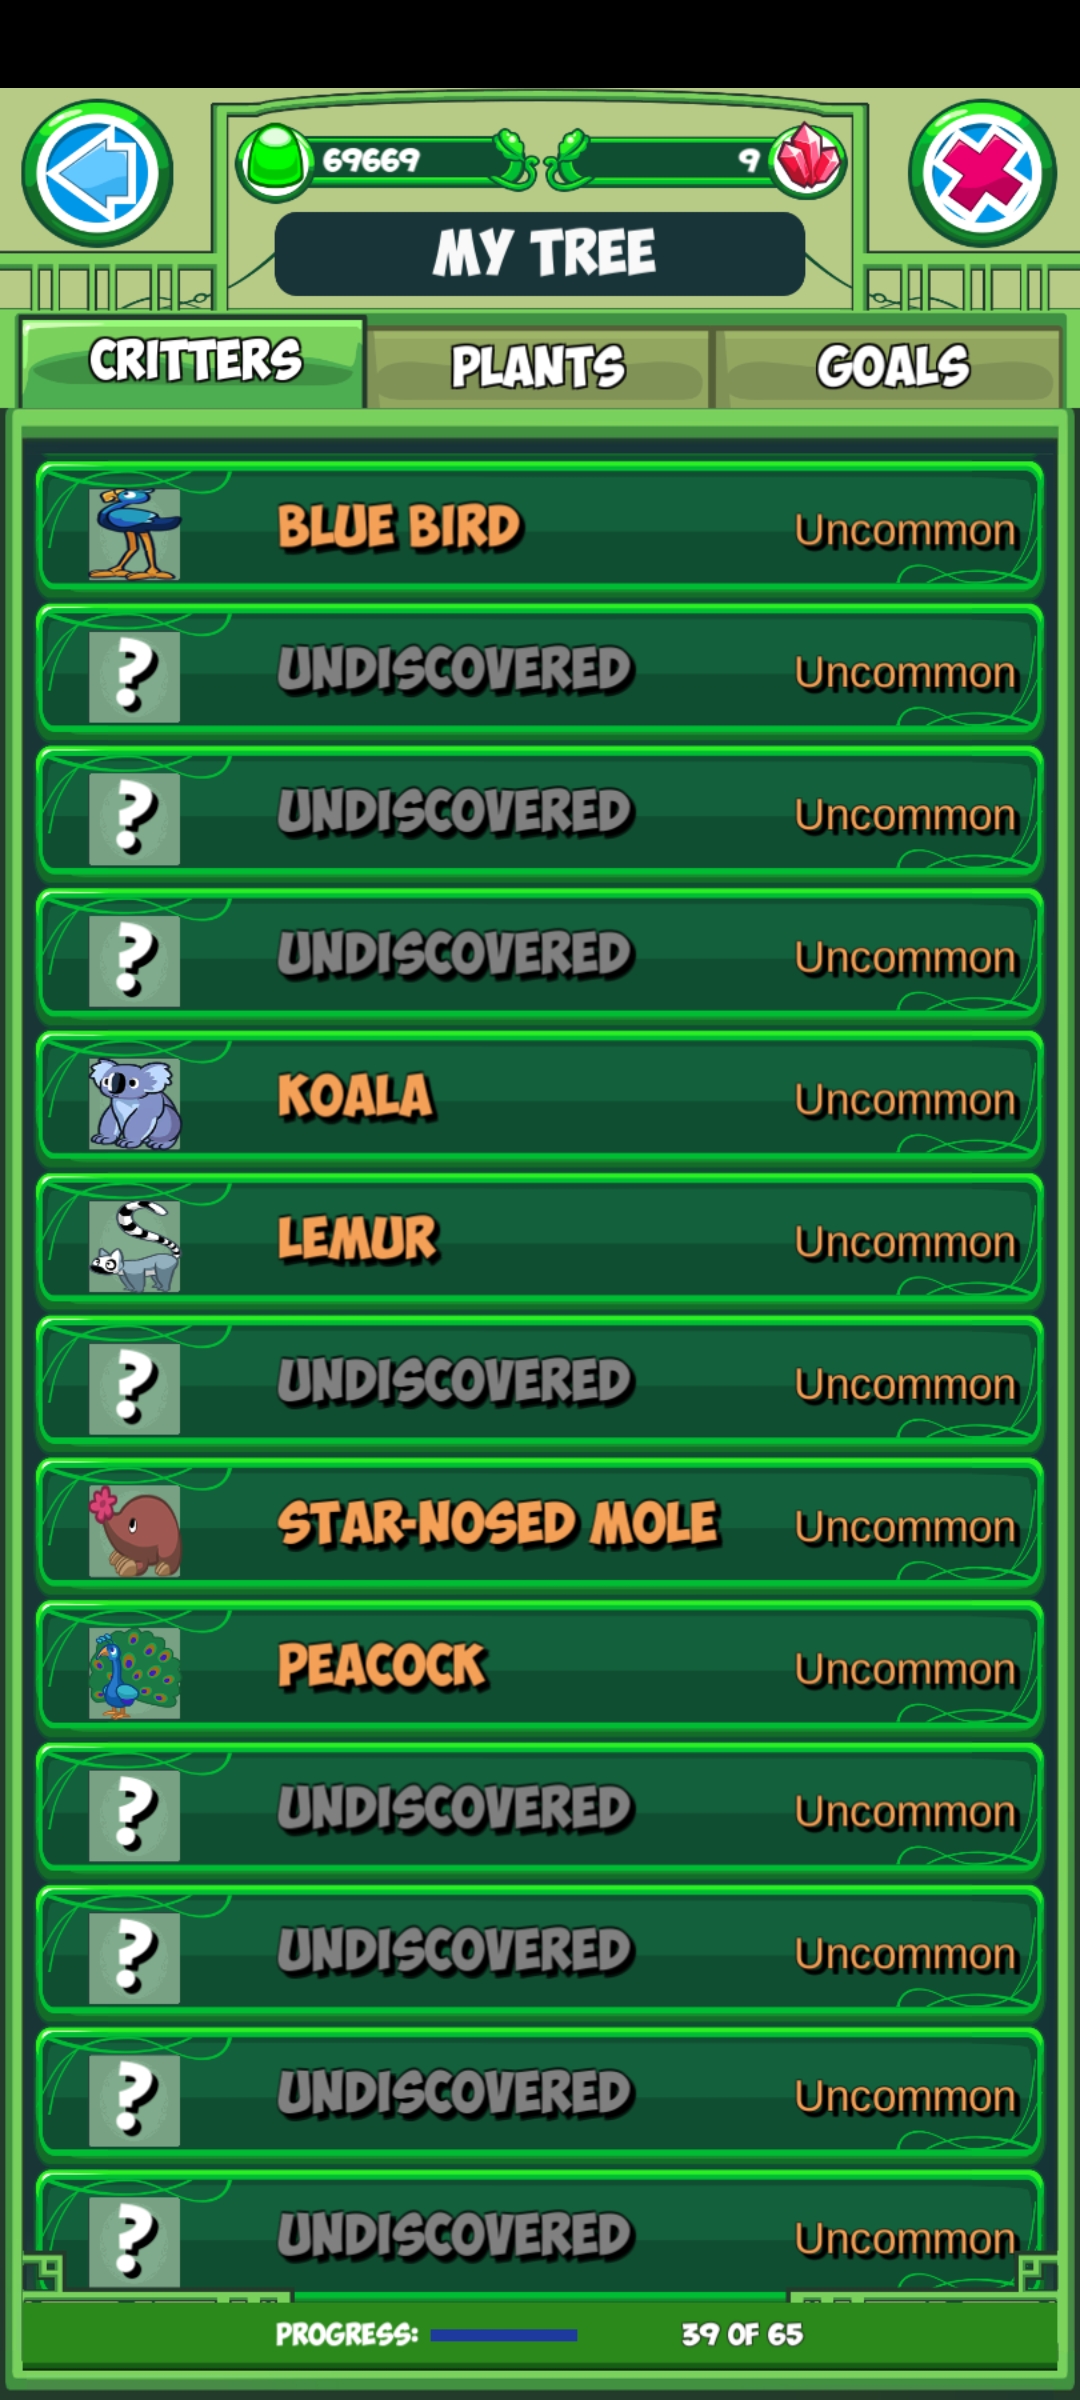 69669 9
MY TREE
CRITTERS PLANTS GOALS
BLUE BIRD Uncommon
? UNDISCOVERED Uncommon
? UNDISCOVERED Uncommon
? UNDISCOVERED Uncommon
KOALA Uncommon
LEMUR Uncommon
? UNDISCOVERED Uncommon
STAR-NOSED MOLE Uncommon
PEACOCK Uncommon
? UNDISCOVERED Uncommon
? UNDISCOVERED Uncommon
? UNDISCOVERED Uncommon
? UNDISCOVERED Uncommon
PROGRESS: 39 OF 65